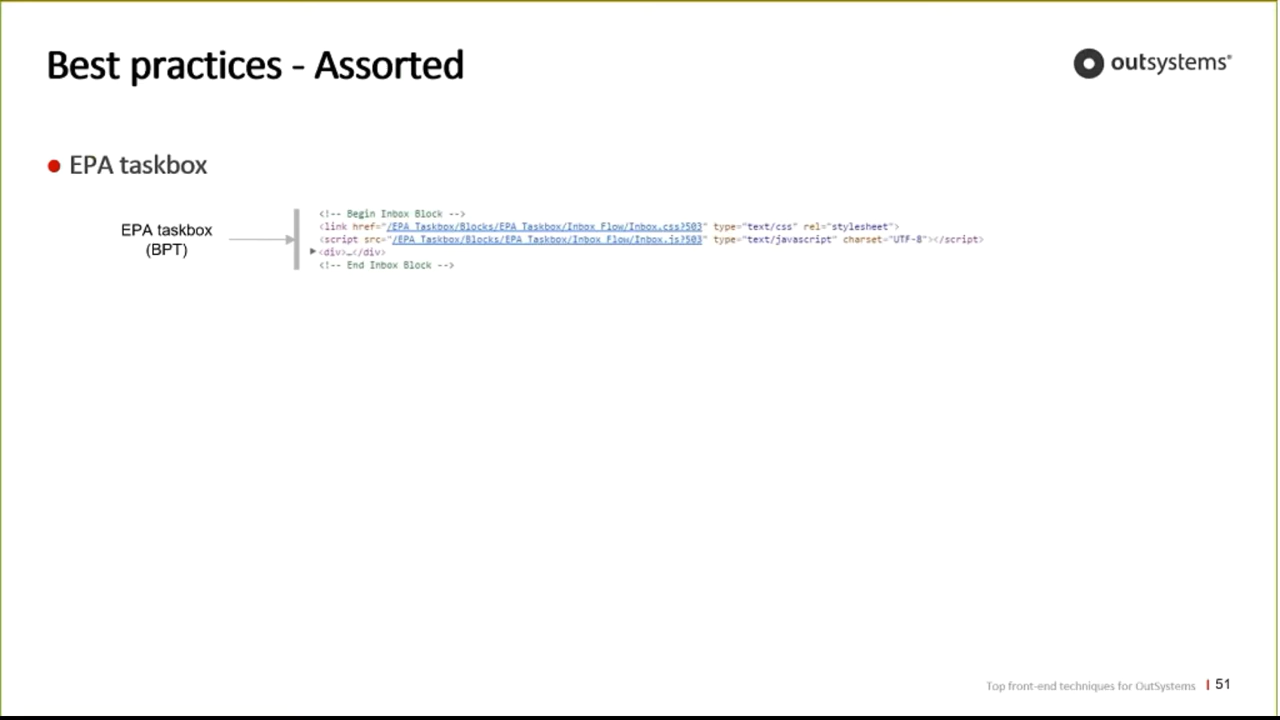 Best practices - Assorted
outsystems®
EPA taskbox
EPA taskbox
(BPT)
<!-- Begin Inbox Block -->
<link href="/EPA_Taskbox/Blocks/EPA_Taskbox/Inbox_Flow/Inbox.css?503" type="text/css" rel="stylesheet">
<script src="/EPA_Taskbox/Blocks/EPA_Taskbox/Inbox_Flow/Inbox.js?503" type="text/javascript" charset="UTF-8"></script>
<div>…</div>
<!-- End Inbox Block -->
Top front-end techniques for OutSystems | 51